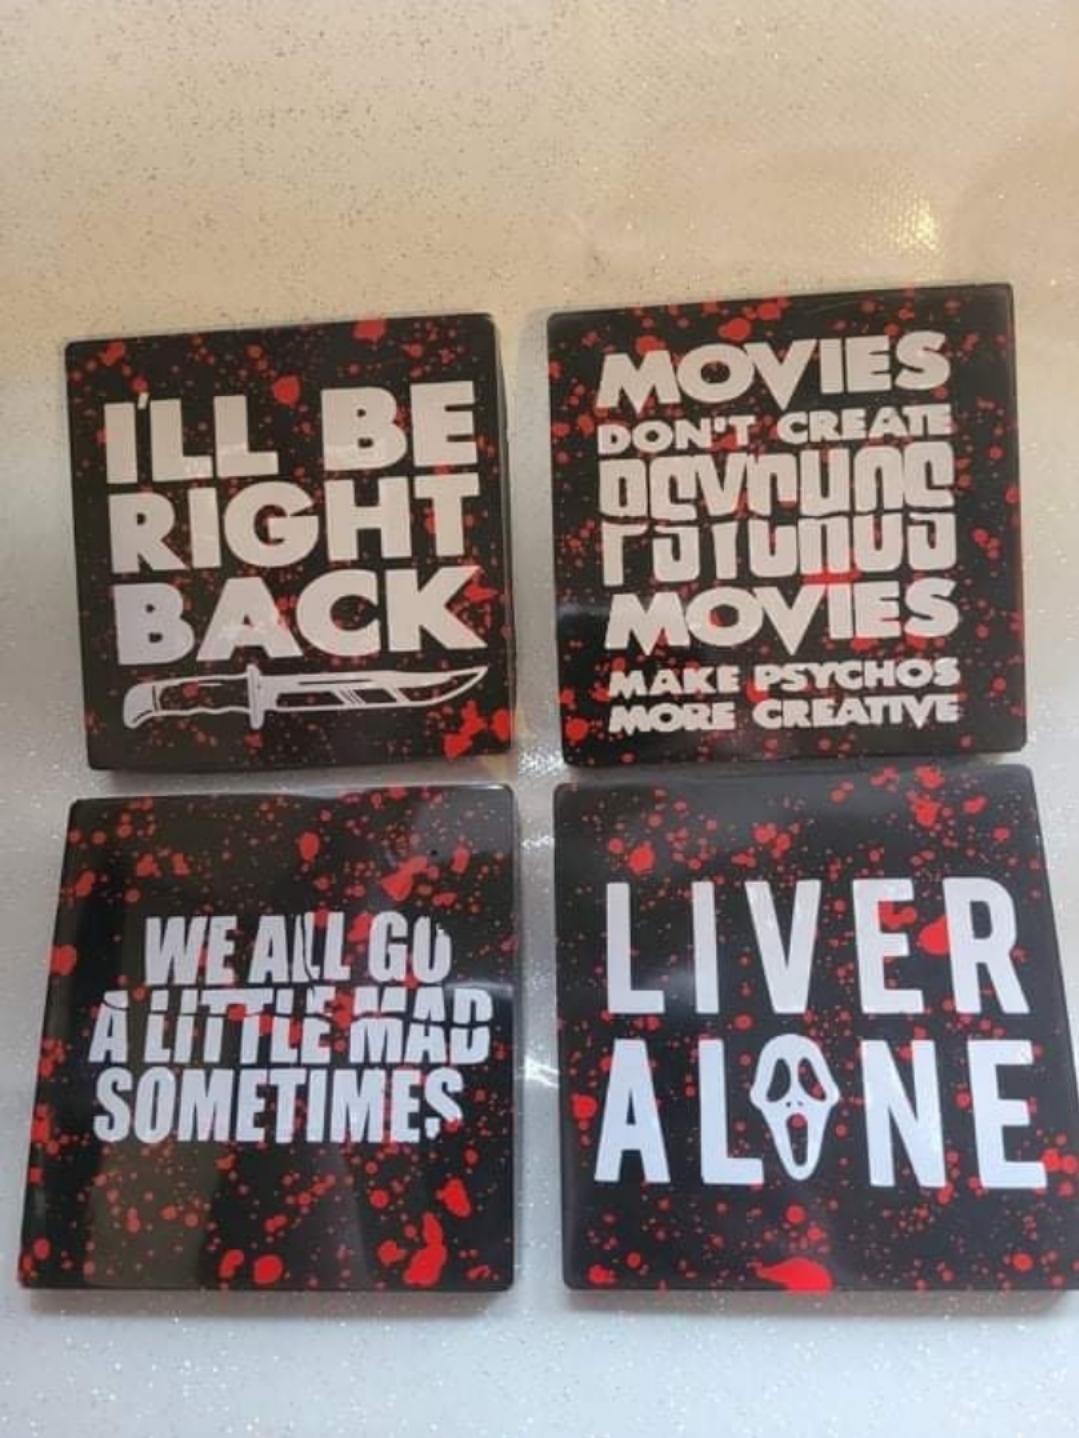 I'LL BE
RIGHT
BACK
MOVIES
DON'T CREATE
PSYCHOS
MOVIES
MAKE PSYCHOS
MORE CREATIVE
WE ALL GO
A LITTLE MAD
SOMETIMES
LIVER
ALONE